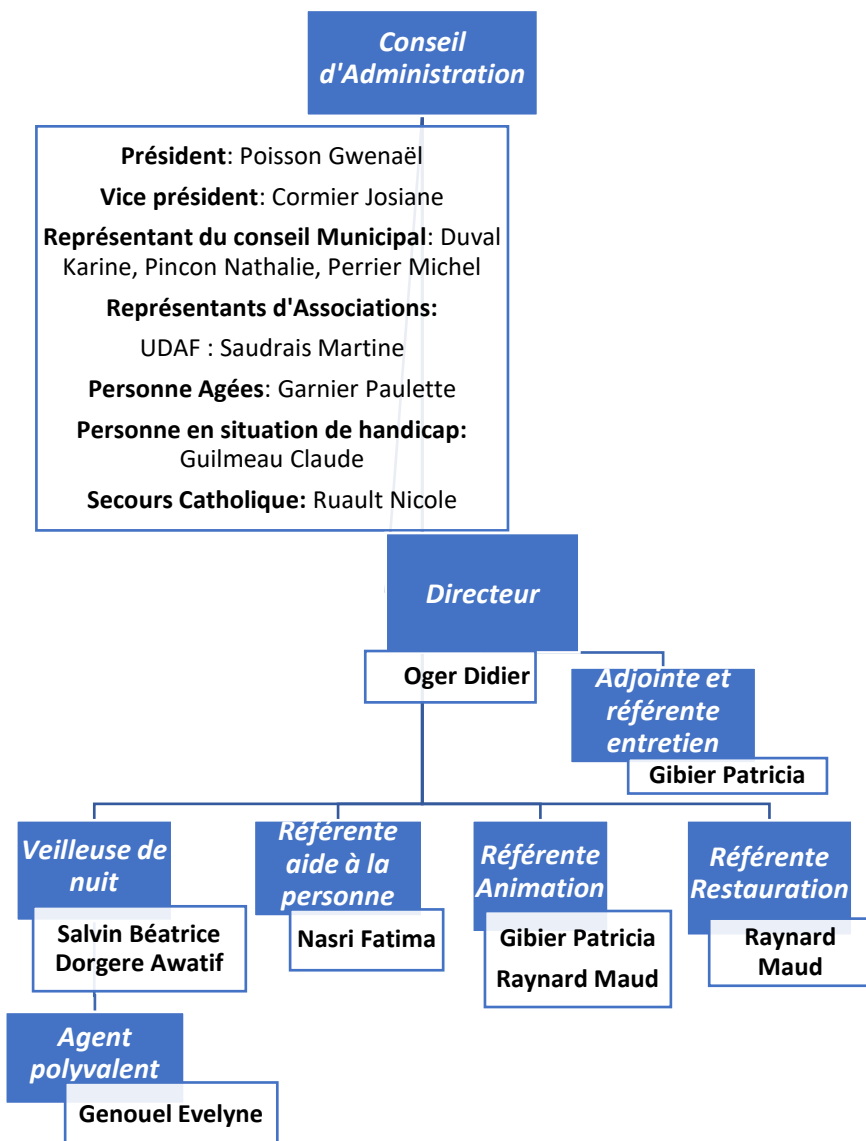 Conseil
d'Administration
Président: Poisson Gwenaël
Vice président: Cormier Josiane
Représentant du conseil Municipal: Duval
Karine, Pincon Nathalie, Perrier Michel
Représentants d'Associations:
UDAF : Saudrais Martine
Personne Agées: Garnier Paulette
Personne en situation de handicap:
Guilmeau Claude
Secours Catholique: Ruault Nicole
Directeur
Oger Didier
Adjointe et
référente
entretien
Gibier Patricia
Veilleuse de
nuit
Salvin Béatrice
Dorgere Awatif
Référente
aide à la
personne
Nasri Fatima
Référente
Animation
Gibier Patricia
Raynard Maud
Référente
Restauration
Raynard
Maud
Agent
polyvalent
Genouel Evelyne